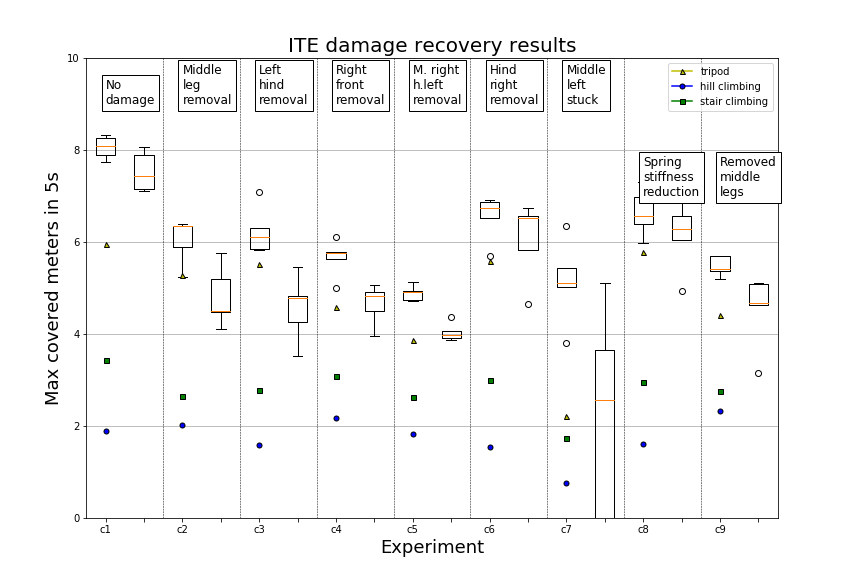 ITE damage recovery results
Max covered meters in 5s
10
8
6
4
2
0
No
damage
Middle
leg
removal
Left
hind
removal
Right
front
removal
M. right
h.left
removal
Hind
right
removal
Middle
left
stuck
tripod
hill climbing
stair climbing
Spring
stiffness
reduction
Removed
middle
legs
c1
c2
c3
c4
c5
c6
c7
c8
c9
Experiment